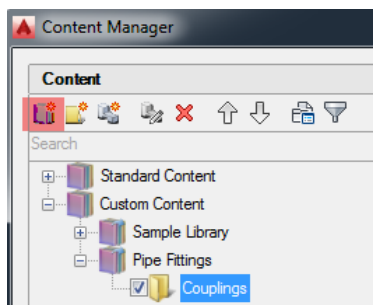 Content Manager
Content
Search
Standard Content
Custom Content
Sample Library
Pipe Fittings
Couplings